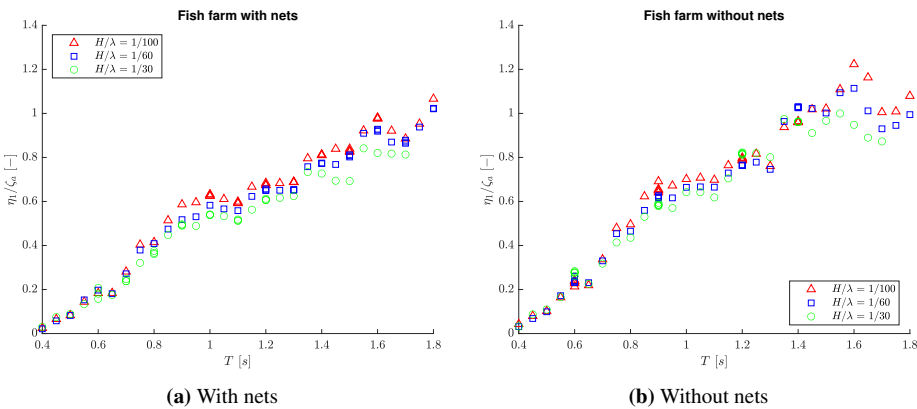 Fish farm with nets
H/λ = 1/100
H/λ = 1/60
H/λ = 1/30
η₁/ζₐ [−]
1.4
1.2
1
0.8
0.6
0.4
0.2
0
0.4 0.6 0.8 1 1.2 1.4 1.6 1.8
T [s]
(a) With nets
Fish farm without nets
η₁/ζₐ [−]
1.4
1.2
1
0.8
0.6
0.4
0.2
0
H/λ = 1/100
H/λ = 1/60
H/λ = 1/30
0.4 0.6 0.8 1 1.2 1.4 1.6 1.8
T [s]
(b) Without nets